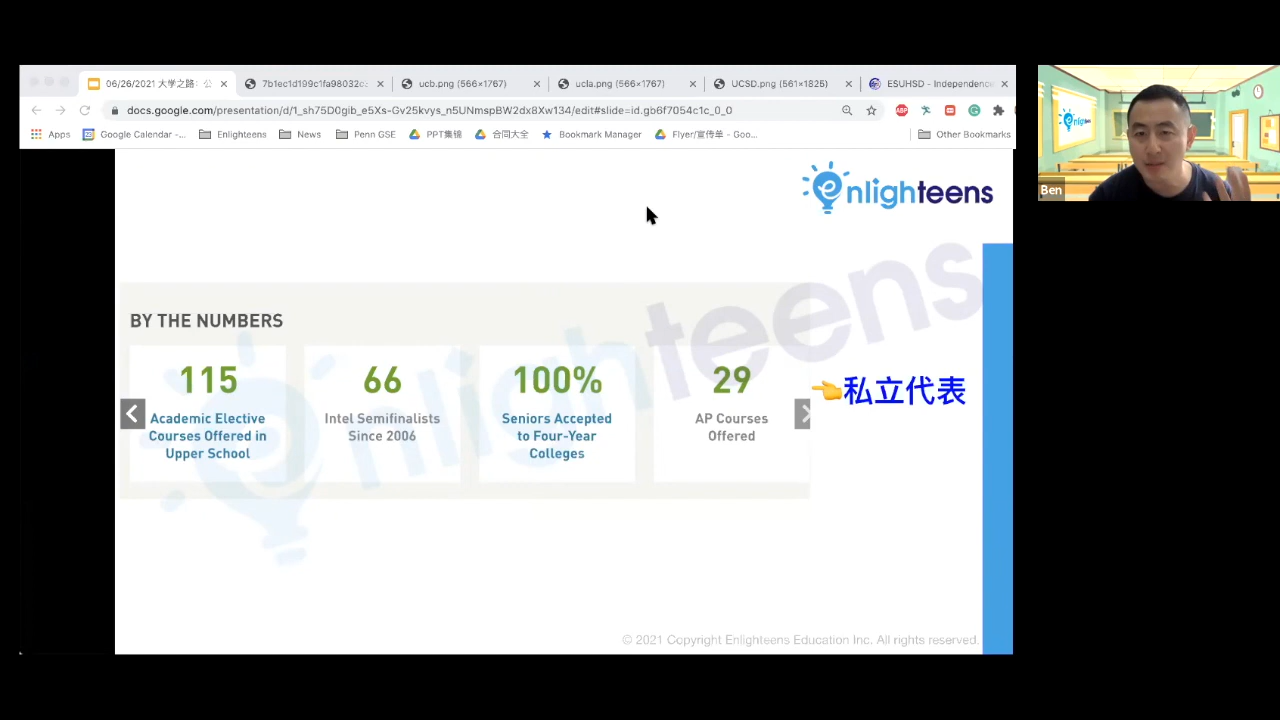 06/26/2021 大学之路：公
7b1ec1d199c1fa98032c
ucb.png (566×1767)
ucla.png (566×1767)
UCSD.png (561×1825)
ESUHSD - Independence
docs.google.com/presentation/d/1_sh75D0gib_e5Xs-Gv25kvys_n5UNmspBW2dx8Xw134/edit#slide=id.gb6f7054c1c_0_0
Apps
Google Calendar -...
Enlighteens
News
Penn GSE
PPT集锦
合同大全
Bookmark Manager
Flyer/宣传单 - Goo...
Other Bookmarks
enlighteens
Ben
BY THE NUMBERS
115
Academic Elective
Courses Offered in
Upper School
66
Intel Semifinalists
Since 2006
100%
Seniors Accepted
to Four-Year
Colleges
29
AP Courses
Offered
👈私立代表
enlighteens
© 2021 Copyright Enlighteens Education Inc. All rights reserved.